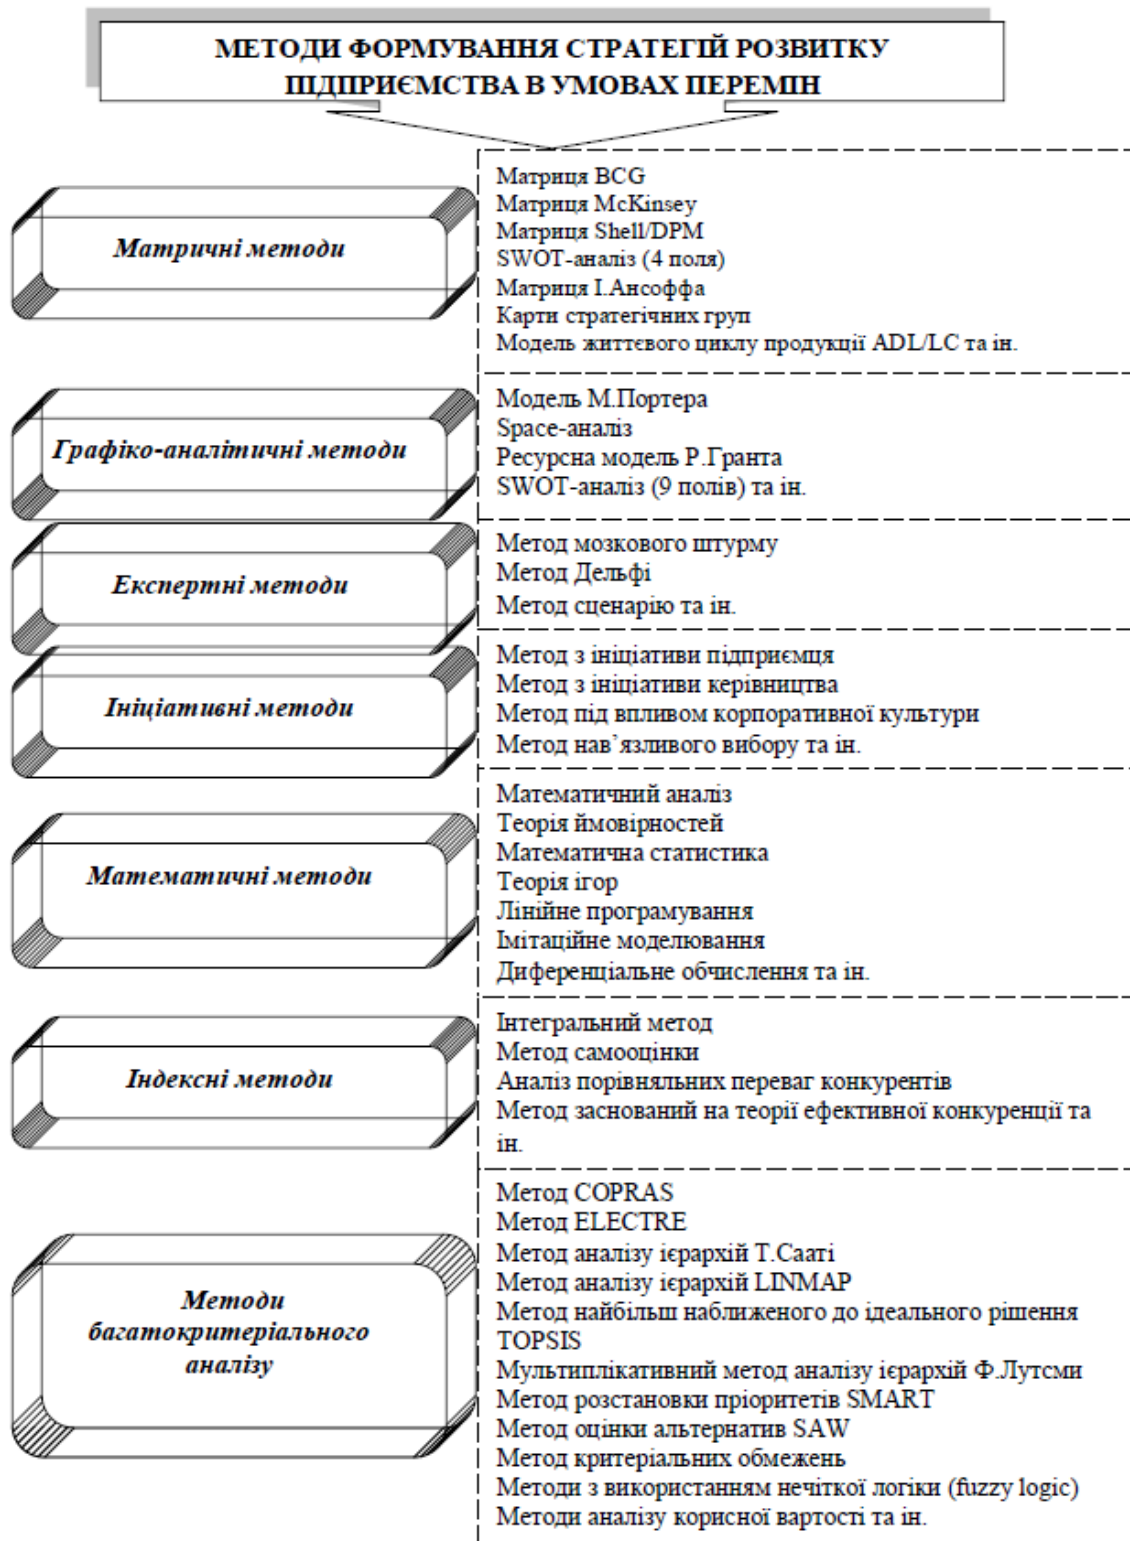 МЕТОДИ ФОРМУВАННЯ СТРАТЕГІЙ РОЗВИТКУ
ПІДПРИЄМСТВА В УМОВАХ ПЕРЕМІН
Матричні методи
Матриця BCG
Матриця McKinsey
Матриця Shell/DPM
SWOT-аналіз (4 поля)
Матриця І.Ансоффа
Карти стратегічних груп
Модель життєвого циклу продукції ADL/LC та ін.
Графіко-аналітичні методи
Модель М.Портера
Space-аналіз
Ресурсна модель Р.Гранта
SWOT-аналіз (9 полів) та ін.
Експертні методи
Метод мозкового штурму
Метод Дельфі
Метод сценарію та ін.
Ініціативні методи
Метод з ініціативи підприємця
Метод з ініціативи керівництва
Метод під впливом корпоративної культури
Метод нав’язливого вибору та ін.
Математичні методи
Математичний аналіз
Теорія ймовірностей
Математична статистика
Теорія ігор
Лінійне програмування
Імітаційне моделювання
Диференціальне обчислення та ін.
Індексні методи
Інтегральний метод
Метод самооцінки
Аналіз порівняльних переваг конкурентів
Метод заснований на теорії ефективної конкуренції та
ін.
Методи
багатокритеріального
аналізу
Метод COPRAS
Метод ELECTRE
Метод аналізу ієрархій Т.Сааті
Метод аналізу ієрархій LINMAP
Метод найбільш наближеного до ідеального рішення
TOPSIS
Мультиплікативний метод аналізу ієрархій Ф.Лутсми
Метод розстановки пріоритетів SMART
Метод оцінки альтернатив SAW
Метод критеріальних обмежень
Методи з використанням нечіткої логіки (fuzzy logic)
Методи аналізу корисної вартості та ін.